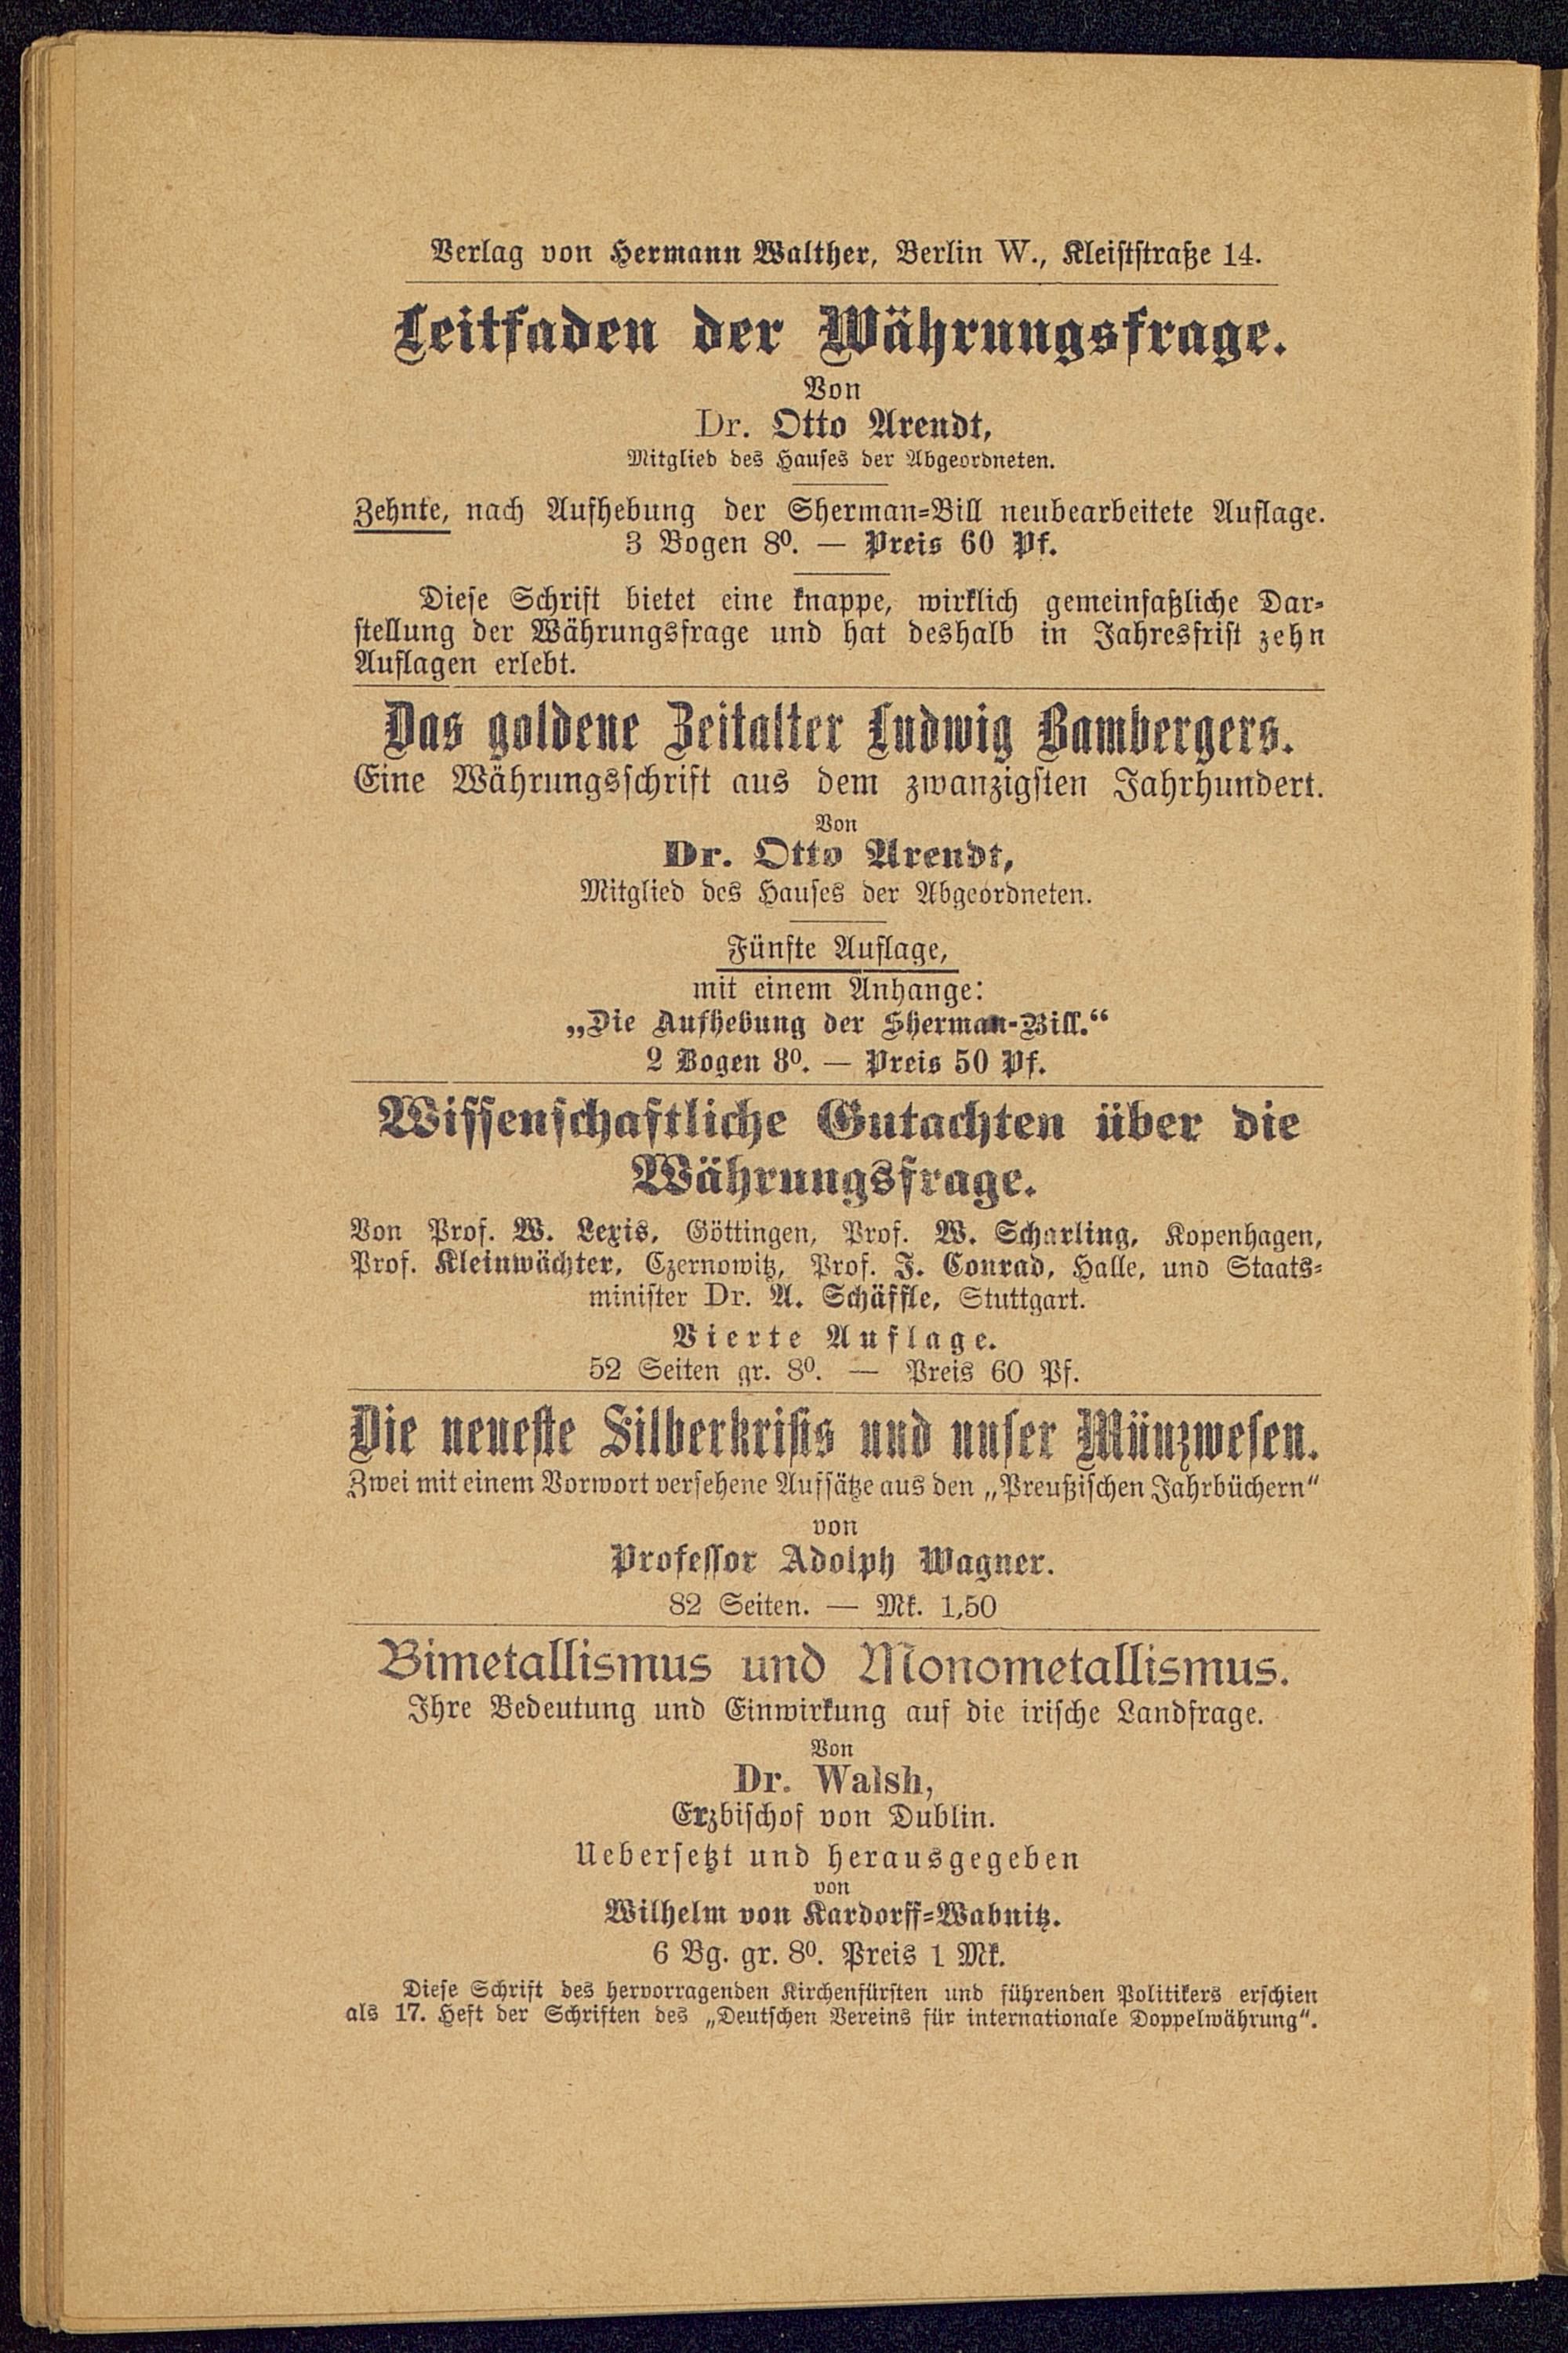 Verlag von Hermann Walther, Berlin W., Kleiststraße 14.
Leitfaden der Währungsfrage.
Von
Dr. Otto Arendt,
Mitglied des Hauses der Abgeordneten.
Zehnte, nach Aufhebung der Sherman-Bill neubearbeitete Auflage.
3 Bogen 8⁰. — Preis 60 Pf.
Diese Schrift bietet eine knappe, wirklich gemeinfaßliche Dar-
stellung der Währungsfrage und hat deshalb in Jahresfrist zehn
Auflagen erlebt.
Das goldene Zeitalter Ludwig Bambergers.
Eine Währungsschrift aus dem zwanzigsten Jahrhundert.
Von
Dr. Otto Arendt,
Mitglied des Hauses der Abgeordneten.
Fünfte Auflage,
mit einem Anhange:
„Die Aufhebung der Sherman-Bill.“
2 Bogen 8⁰. — Preis 50 Pf.
Wissenschaftliche Gutachten über die
Währungsfrage.
Von Prof. W. Lexis, Göttingen, Prof. W. Scharling, Kopenhagen,
Prof. Kleinwächter, Czernowitz, Prof. J. Conrad, Halle, und Staats-
minister Dr. A. Schäffle, Stuttgart.
Vierte Auflage.
52 Seiten gr. 8⁰. — Preis 60 Pf.
Die neueste Silberkrisis und unser Münzwesen.
Zwei mit einem Vorwort versehene Aufsätze aus den „Preußischen Jahrbüchern“
von
Professor Adolph Wagner.
82 Seiten. — Mk. 1,50
Bimetallismus und Monometallismus.
Ihre Bedeutung und Einwirkung auf die irische Landfrage.
Von
Dr. Walsh,
Erzbischof von Dublin.
Uebersetzt und herausgegeben
von
Wilhelm von Kardorff-Wabnitz.
6 Bg. gr. 8⁰. Preis 1 Mk.
Diese Schrift des hervorragenden Kirchenfürsten und führenden Politikers erschien
als 17. Heft der Schriften des „Deutschen Vereins für internationale Doppelwährung“.